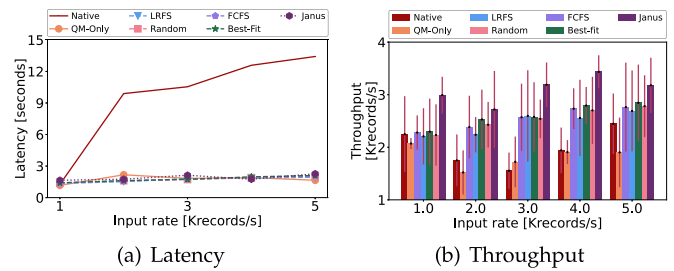 Native
LRFS
FCFS
Janus
QM-Only
Random
Best-Fit
Latency
[seconds]
15
12
9
6
3
0
1
3
5
Input rate [Krecords/s]
(a) Latency
Native
LRFS
FCFS
Janus
QM-Only
Random
Best-Fit
Throughput
[Krecords/s]
4
3
2
1
1.0
2.0
3.0
4.0
5.0
Input rate [Krecords/s]
(b) Throughput